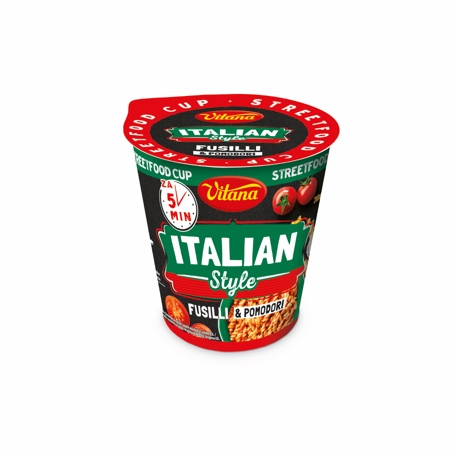 STREETFOOD CUP · STREETFOOD CUP
Vitana
ITALIAN
Style
FUSILLI
& POMODORI
STREETFOOD CUP
STREETFOOD
ZA
5
MIN
Vitana
ITALIAN
Style
FUSILLI & POMODORI